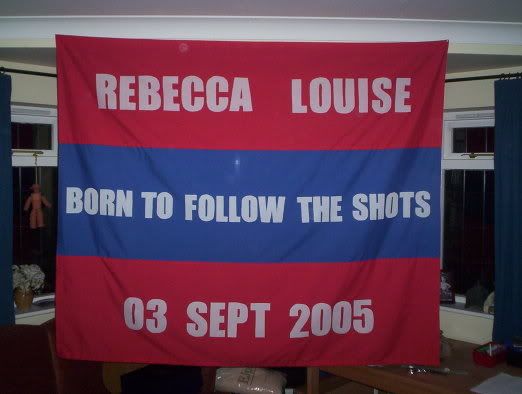 REBECCA LOUISE
BORN TO FOLLOW THE SHOTS
03 SEPT 2005